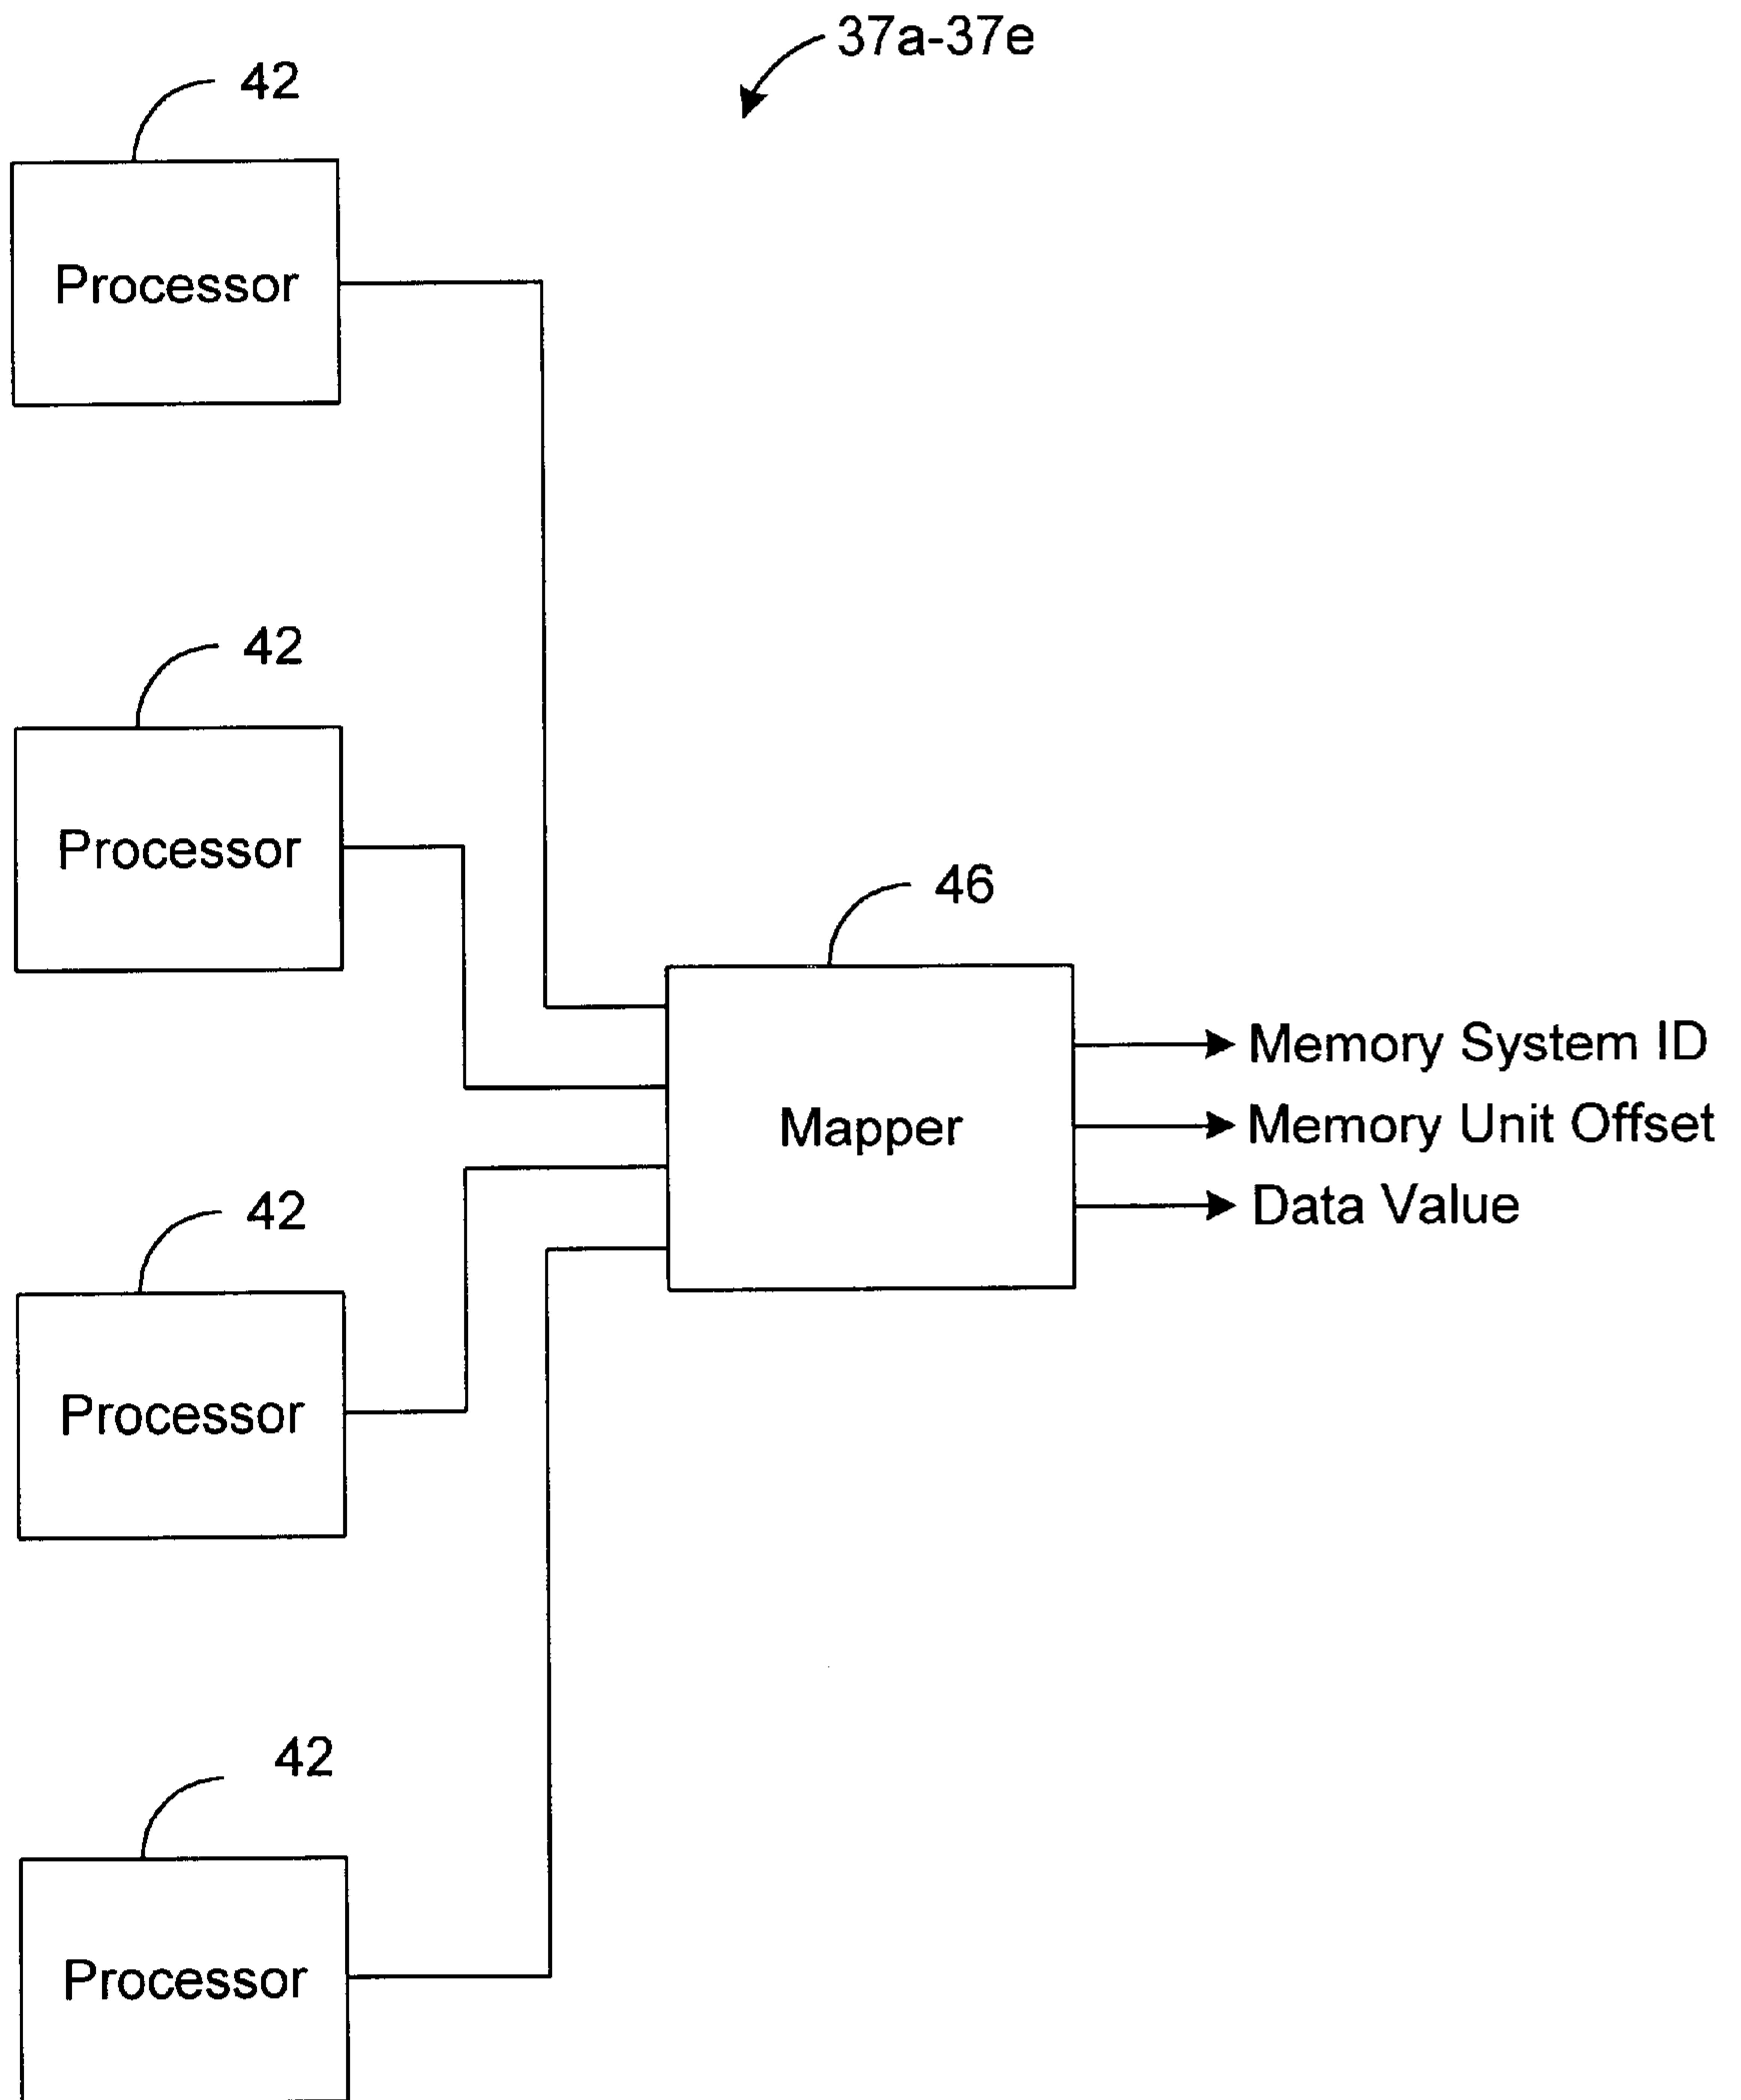 37a-37e
42
Processor
42
Processor
46
Mapper
Memory System ID
Memory Unit Offset
Data Value
42
Processor
42
Processor